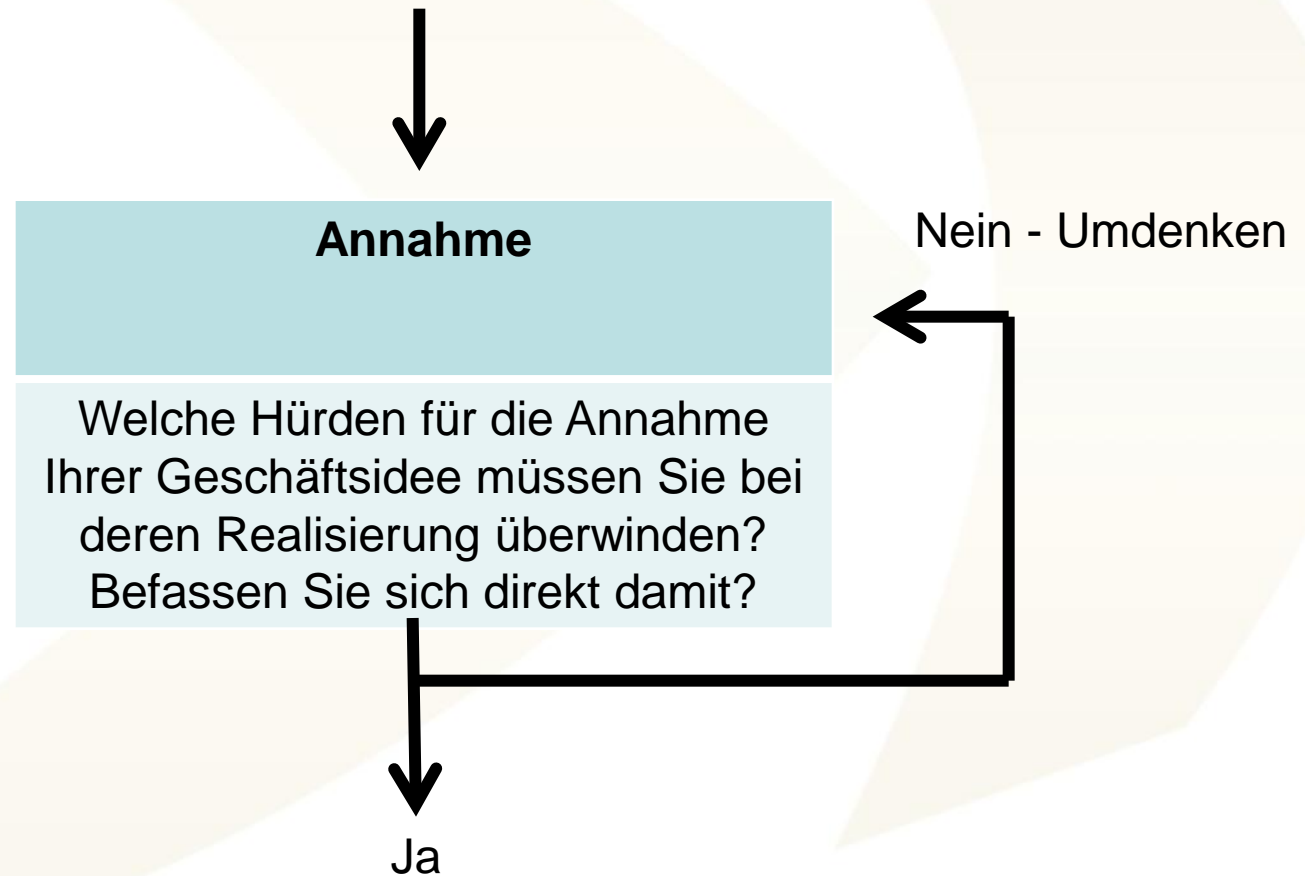 Annahme
Nein - Umdenken
Welche Hürden für die Annahme
Ihrer Geschäftsidee müssen Sie bei
deren Realisierung überwinden?
Befassen Sie sich direkt damit?
Ja